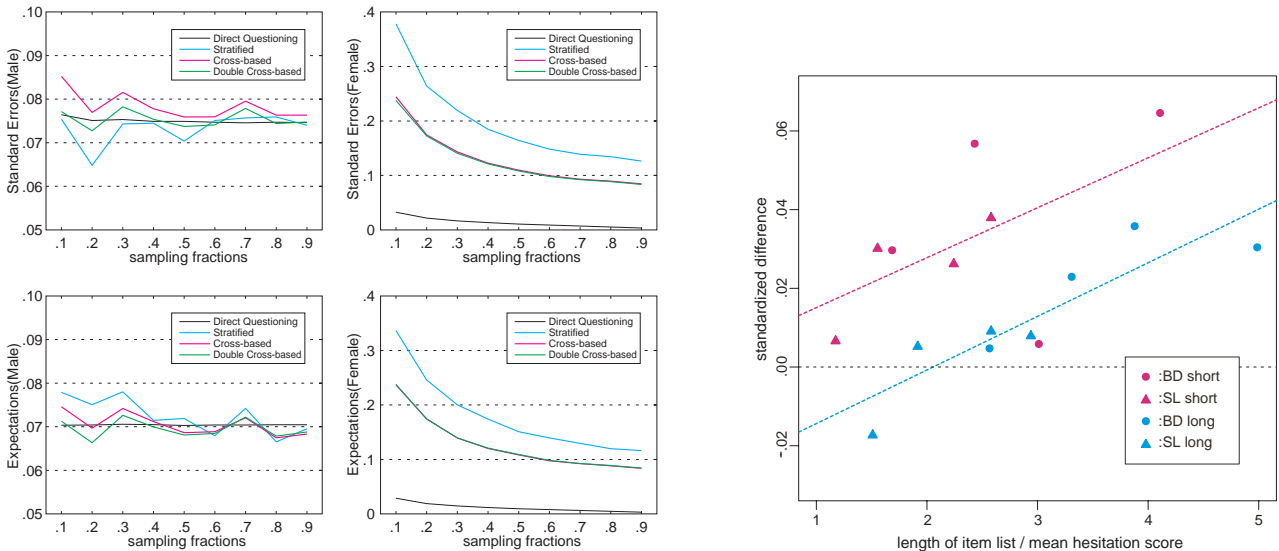 Standard Errors(Male)
.10
.09
.08
.07
.06
.05
Direct Questioning
Stratified
Cross-based
Double Cross-based
.1 .2 .3 .4 .5 .6 .7 .8 .9
sampling fractions
Standard Errors(Female)
.4
.3
.2
.1
0
Direct Questioning
Stratified
Cross-based
Double Cross-based
.1 .2 .3 .4 .5 .6 .7 .8 .9
sampling fractions
Expectations(Male)
.10
.09
.08
.07
.06
.05
Direct Questioning
Stratified
Cross-based
Double Cross-based
.1 .2 .3 .4 .5 .6 .7 .8 .9
sampling fractions
Expectations(Female)
.4
.3
.2
.1
0
Direct Questioning
Stratified
Cross-based
Double Cross-based
.1 .2 .3 .4 .5 .6 .7 .8 .9
sampling fractions
standardized difference
.06
.04
.02
.00
-.02
:BD short
:SL short
:BD long
:SL long
1 2 3 4 5
length of item list / mean hesitation score